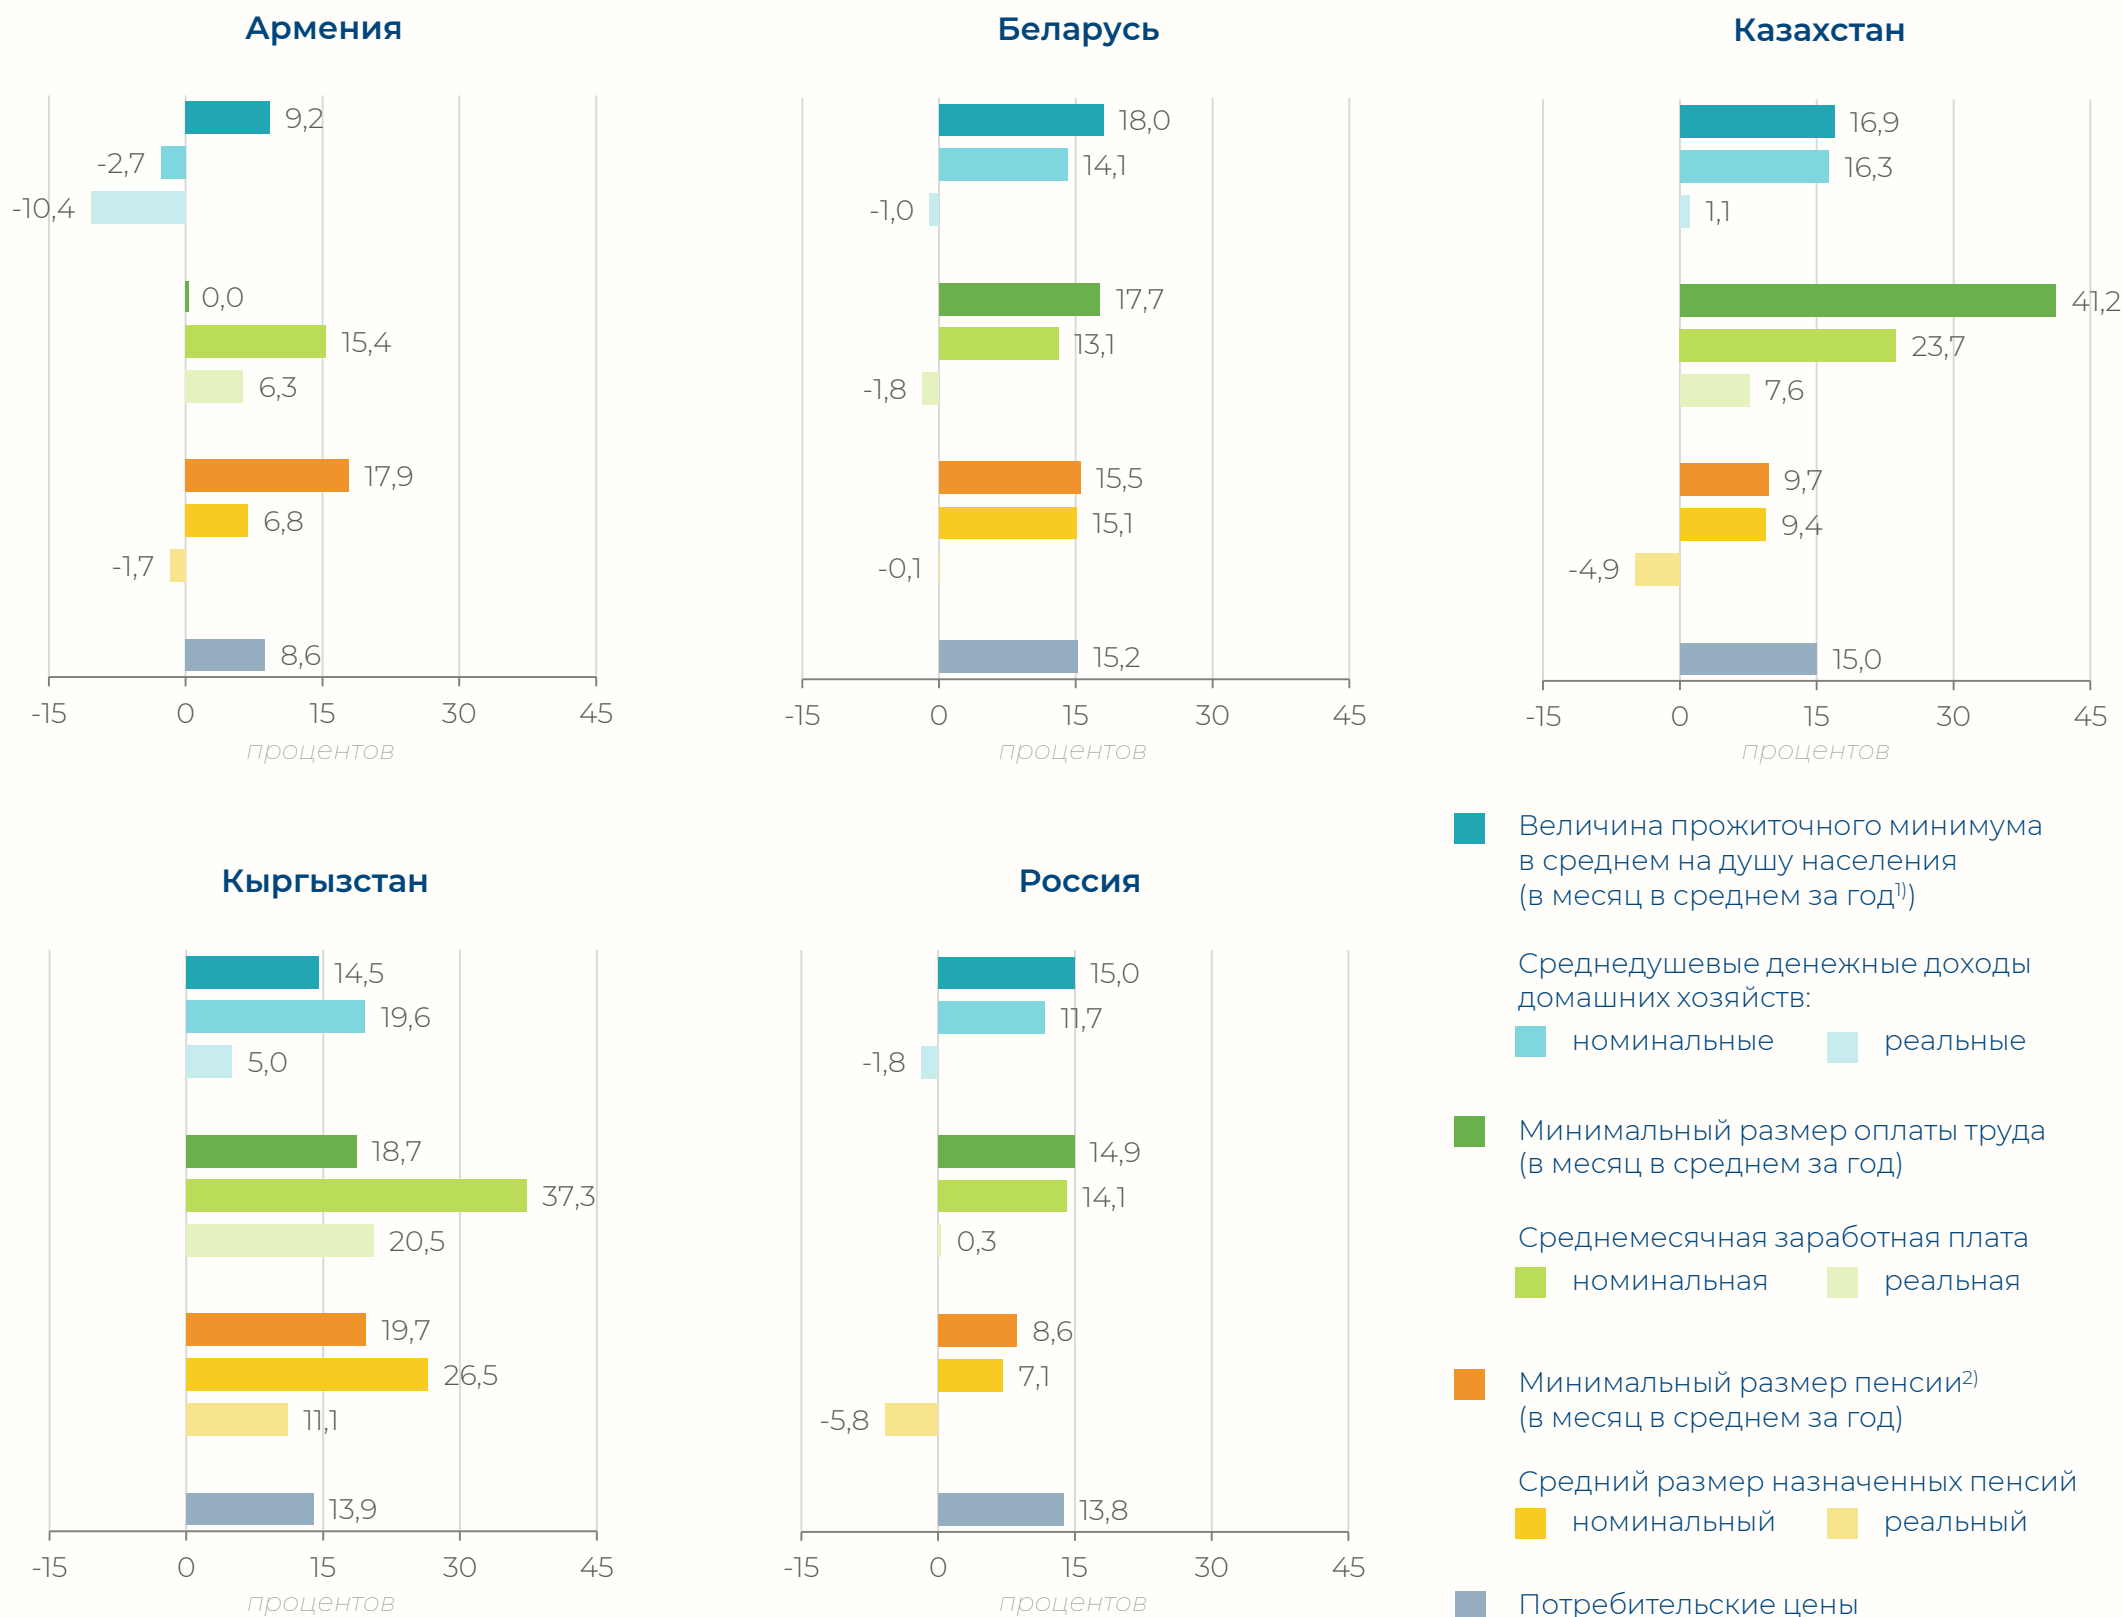 Армения
9,2
-2,7
-10,4
0,0
15,4
6,3
17,9
6,8
-1,7
8,6
-15 0 15 30 45
процентов
Беларусь
18,0
14,1
-1,0
17,7
13,1
-1,8
15,5
15,1
-0,1
15,2
-15 0 15 30 45
процентов
Казахстан
16,9
16,3
1,1
41,2
23,7
7,6
9,7
9,4
-4,9
15,0
-15 0 15 30 45
процентов
Кыргызстан
14,5
19,6
5,0
18,7
37,3
20,5
19,7
26,5
11,1
13,9
-15 0 15 30 45
процентов
Россия
15,0
11,7
-1,8
14,9
14,1
0,3
8,6
7,1
-5,8
13,8
-15 0 15 30 45
процентов
Величина прожиточного минимума
в среднем на душу населения
(в месяц в среднем за год¹⁾)
Среднедушевые денежные доходы
домашних хозяйств:
номинальные реальные
Минимальный размер оплаты труда
(в месяц в среднем за год)
Среднемесячная заработная плата
номинальная реальная
Минимальный размер пенсии²⁾
(в месяц в среднем за год)
Средний размер назначенных пенсий
номинальный реальный
Потребительские цены